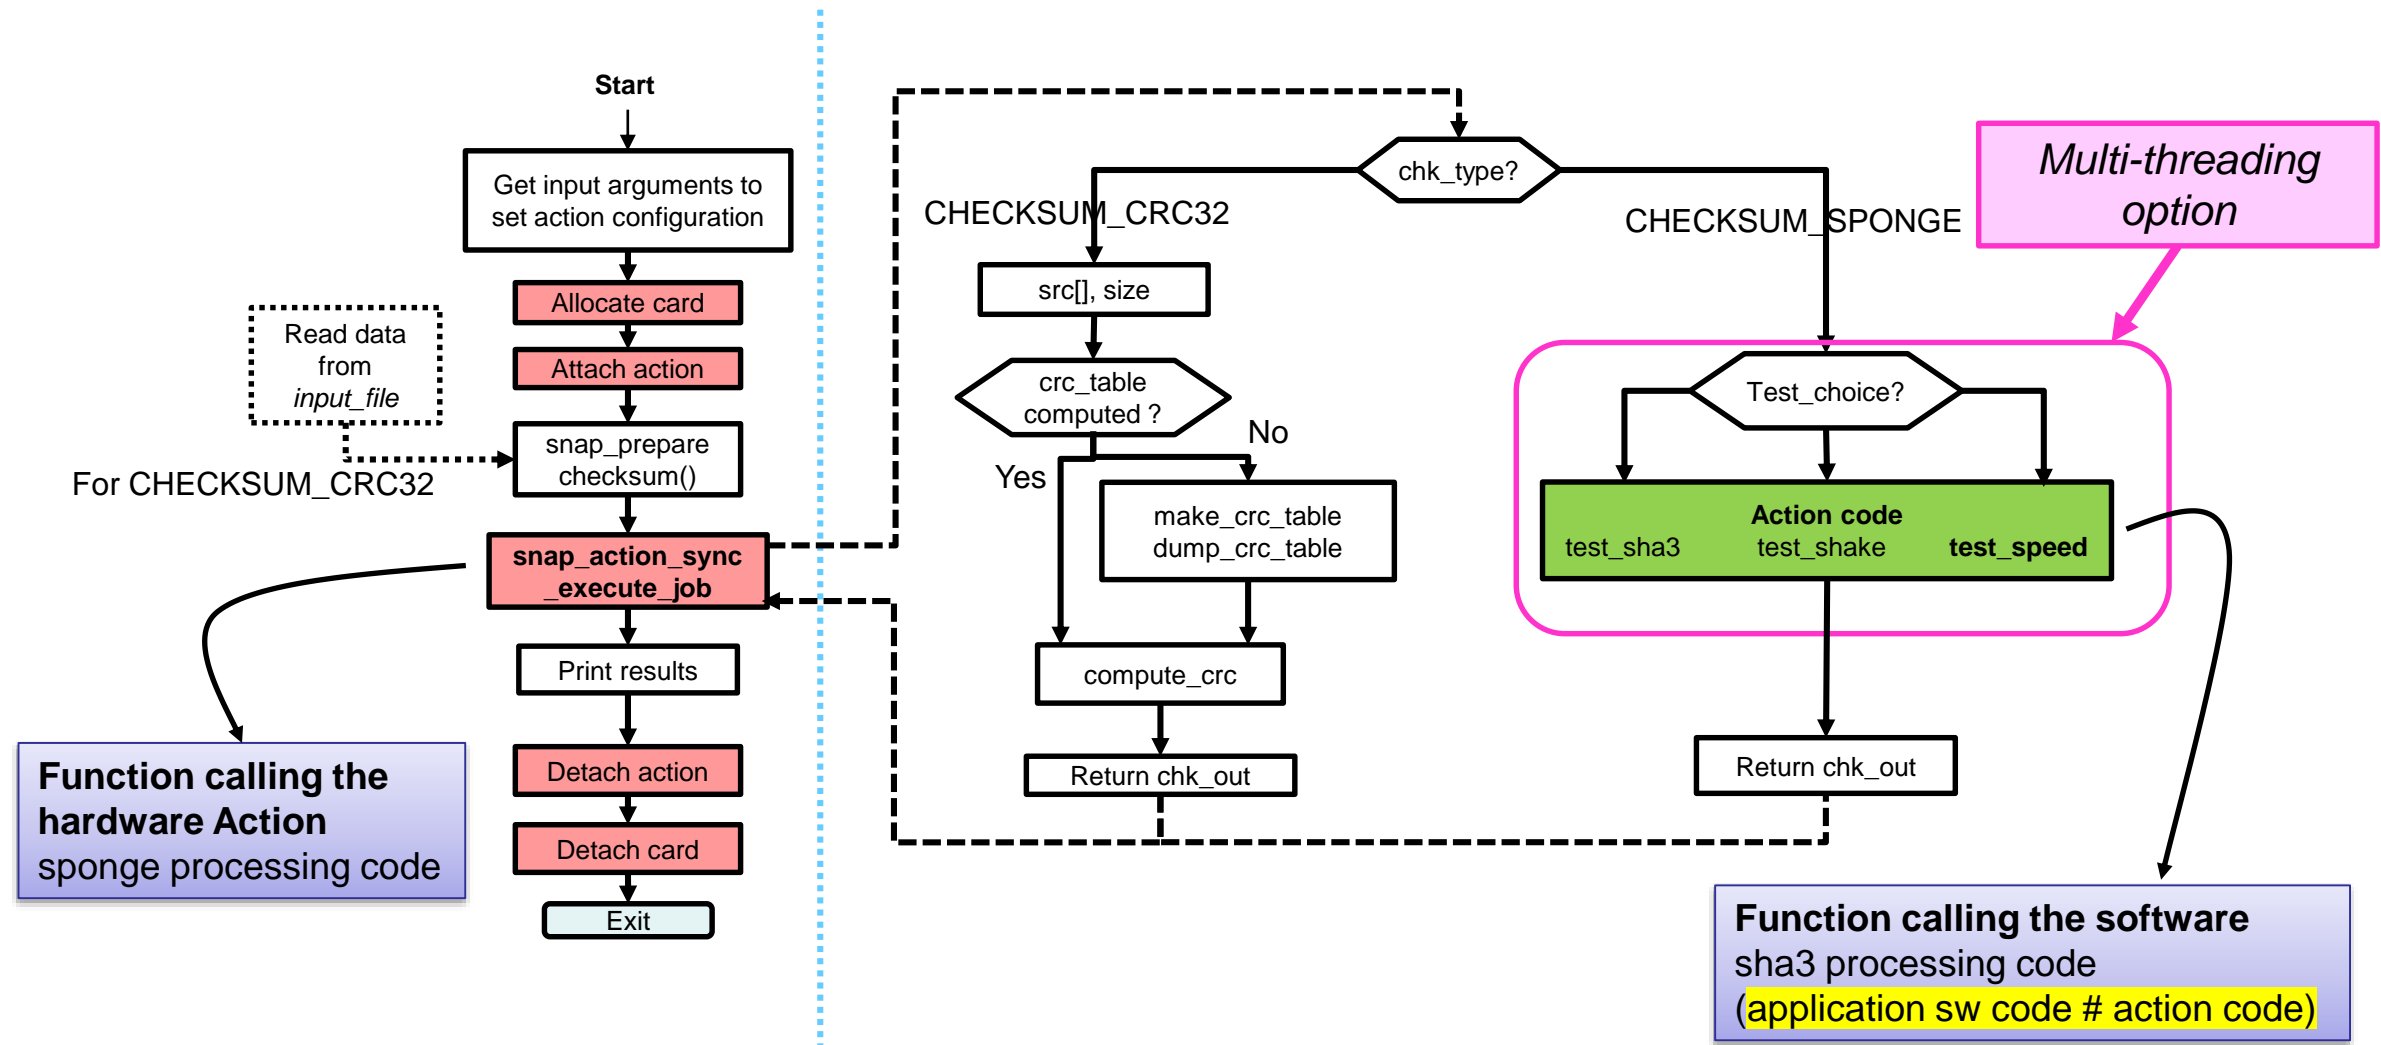 Start
Get input arguments to
set action configuration
Allocate card
Attach action
Read data
from
input_file
snap_prepare
checksum()
For CHECKSUM_CRC32
snap_action_sync
_execute_job
Print results
Detach action
Detach card
Exit
Function calling the
hardware Action
sponge processing code
chk_type?
CHECKSUM_CRC32
CHECKSUM_SPONGE
src[], size
crc_table
computed ?
No
Yes
make_crc_table
dump_crc_table
compute_crc
Return chk_out
Multi-threading
option
Test_choice?
Action code
test_sha3 test_shake test_speed
Return chk_out
Function calling the software
sha3 processing code
(application sw code # action code)